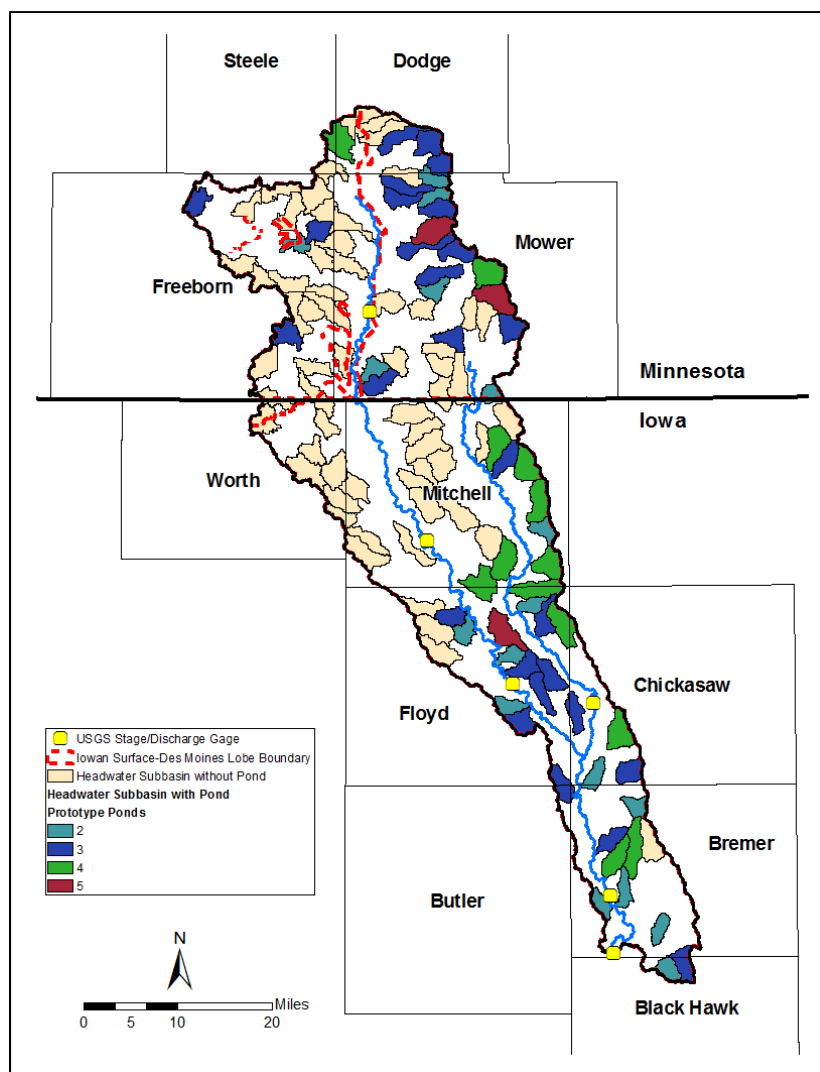 Steele
Dodge
Mower
Freeborn
Minnesota
Iowa
Worth
Mitchell
Chickasaw
Floyd
USGS Stage/Discharge Gage
Iowan Surface-Des Moines Lobe Boundary
Headwater Subbasin without Pond
Headwater Subbasin with Pond
Prototype Ponds
2
3
4
5
Bremer
Butler
N
Miles
0 5 10 20
Black Hawk